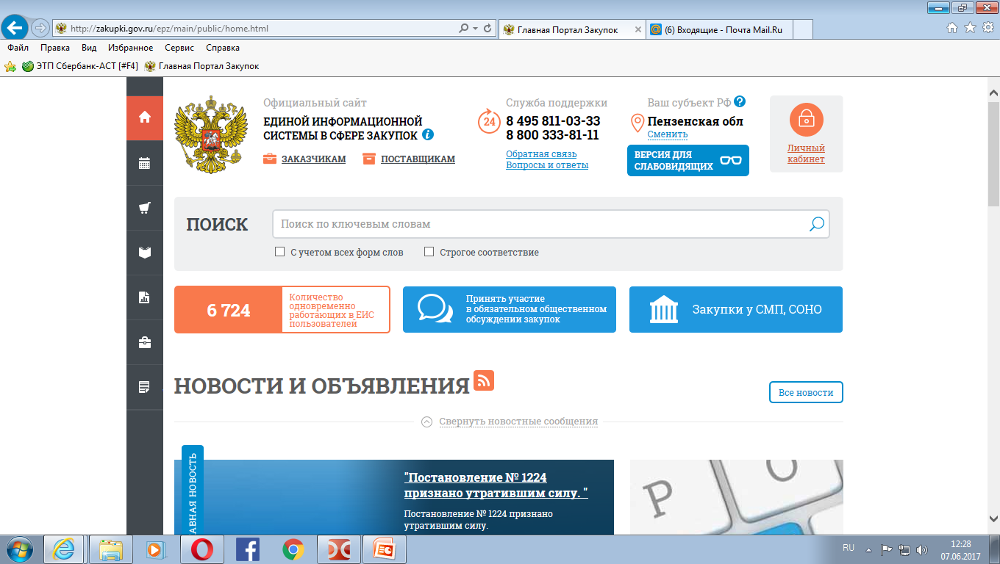 http://zakupki.gov.ru/epz/main/public/home.html
Главная Портал Закупок
(6) Входящие - Почта Mail.Ru
Файл Правка Вид Избранное Сервис Справка
ЭТП Сбербанк-АСТ [#F4] Главная Портал Закупок
Официальный сайт
ЕДИНОЙ ИНФОРМАЦИОННОЙ
СИСТЕМЫ В СФЕРЕ ЗАКУПОК
ЗАКАЗЧИКАМ ПОСТАВЩИКАМ
24
Служба поддержки
8 495 811-03-33
8 800 333-81-11
Обратная связь
Вопросы и ответы
Ваш субъект РФ ?
Пензенская обл
Сменить
ВЕРСИЯ ДЛЯ
СЛАБОВИДЯЩИХ
Личный
кабинет
ПОИСК
Поиск по ключевым словам
С учетом всех форм слов Строгое соответствие
6 724
Количество
одновременно
работающих в ЕИС
пользователей
Принять участие
в обязательном общественном
обсуждении закупок
Закупки у СМП, СОНО
НОВОСТИ И ОБЪЯВЛЕНИЯ
Все новости
Свернуть новостные сообщения
АВНАЯ НОВОСТЬ
"Постановление № 1224
признано утратившим силу. "
Постановление № 1224 признано
утратившим силу.
P O
RU
12:28
07.06.2017